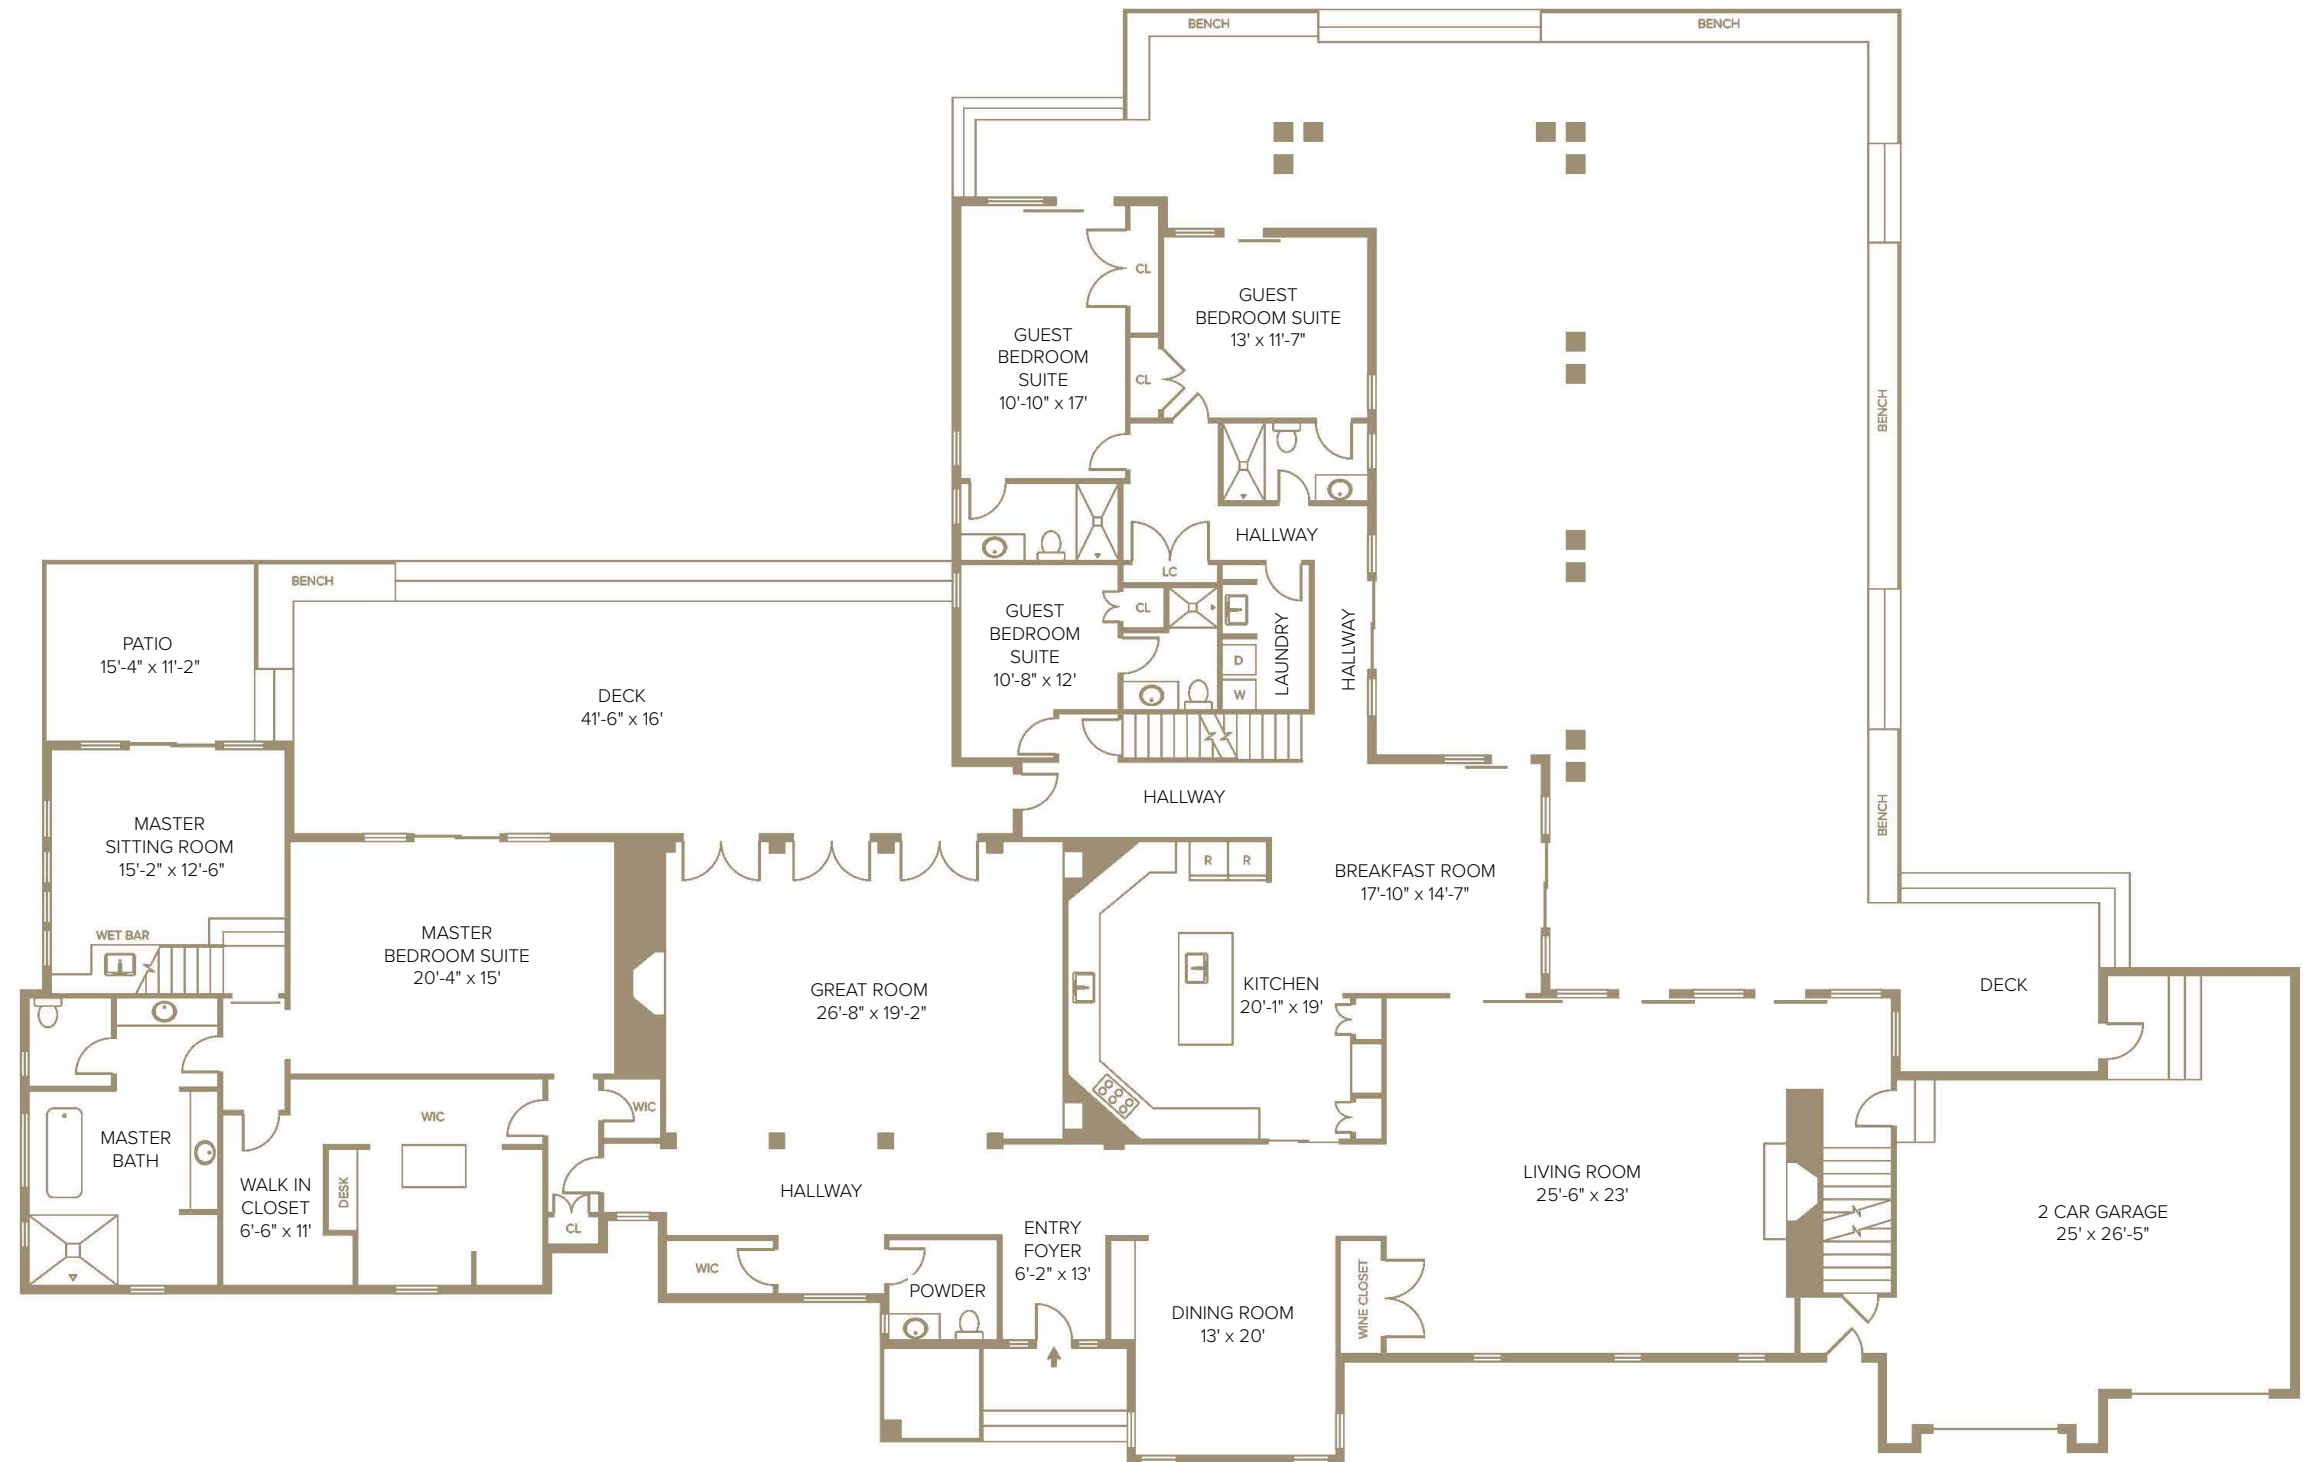 BENCH
BENCH
CL
GUEST
BEDROOM SUITE
13' x 11'-7"
GUEST
BEDROOM
SUITE
10'-10" x 17'
CL
BENCH
HALLWAY
LC
BENCH
GUEST
BEDROOM
SUITE
10'-8" x 12'
CL
LAUNDRY
HALLWAY
D
W
PATIO
15'-4" x 11'-2"
DECK
41'-6" x 16'
HALLWAY
BENCH
MASTER
SITTING ROOM
15'-2" x 12'-6"
WET BAR
MASTER
BEDROOM SUITE
20'-4" x 15'
GREAT ROOM
26'-8" x 19'-2"
R
R
BREAKFAST ROOM
17'-10" x 14'-7"
KITCHEN
20'-1" x 19'
DECK
WIC
WIC
MASTER
BATH
WALK IN
CLOSET
6'-6" x 11'
DESK
CL
HALLWAY
WIC
POWDER
ENTRY
FOYER
6'-2" x 13'
DINING ROOM
13' x 20'
WINE CLOSET
LIVING ROOM
25'-6" x 23'
2 CAR GARAGE
25' x 26'-5"